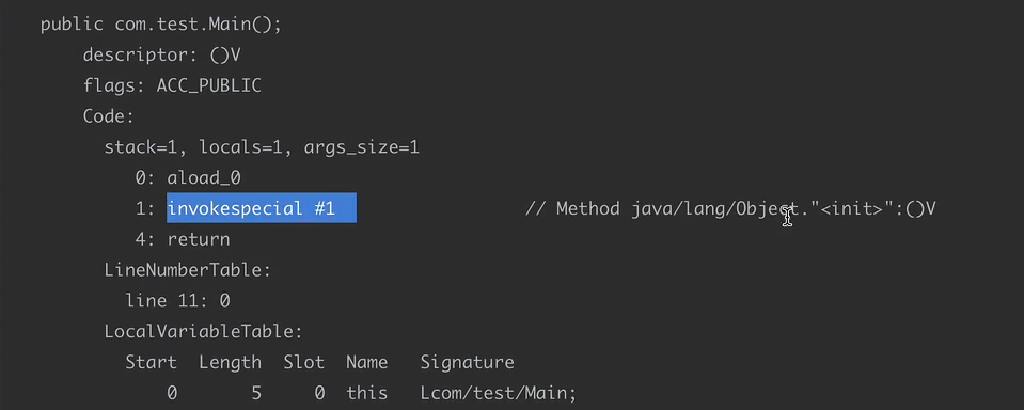 public com.test.Main();
descriptor: ()V
flags: ACC_PUBLIC
Code:
stack=1, locals=1, args_size=1
0: aload_0
1: invokespecial #1 // Method java/lang/Object."<init>":()V
4: return
LineNumberTable:
line 11: 0
LocalVariableTable:
Start Length Slot Name Signature
0 5 0 this Lcom/test/Main;